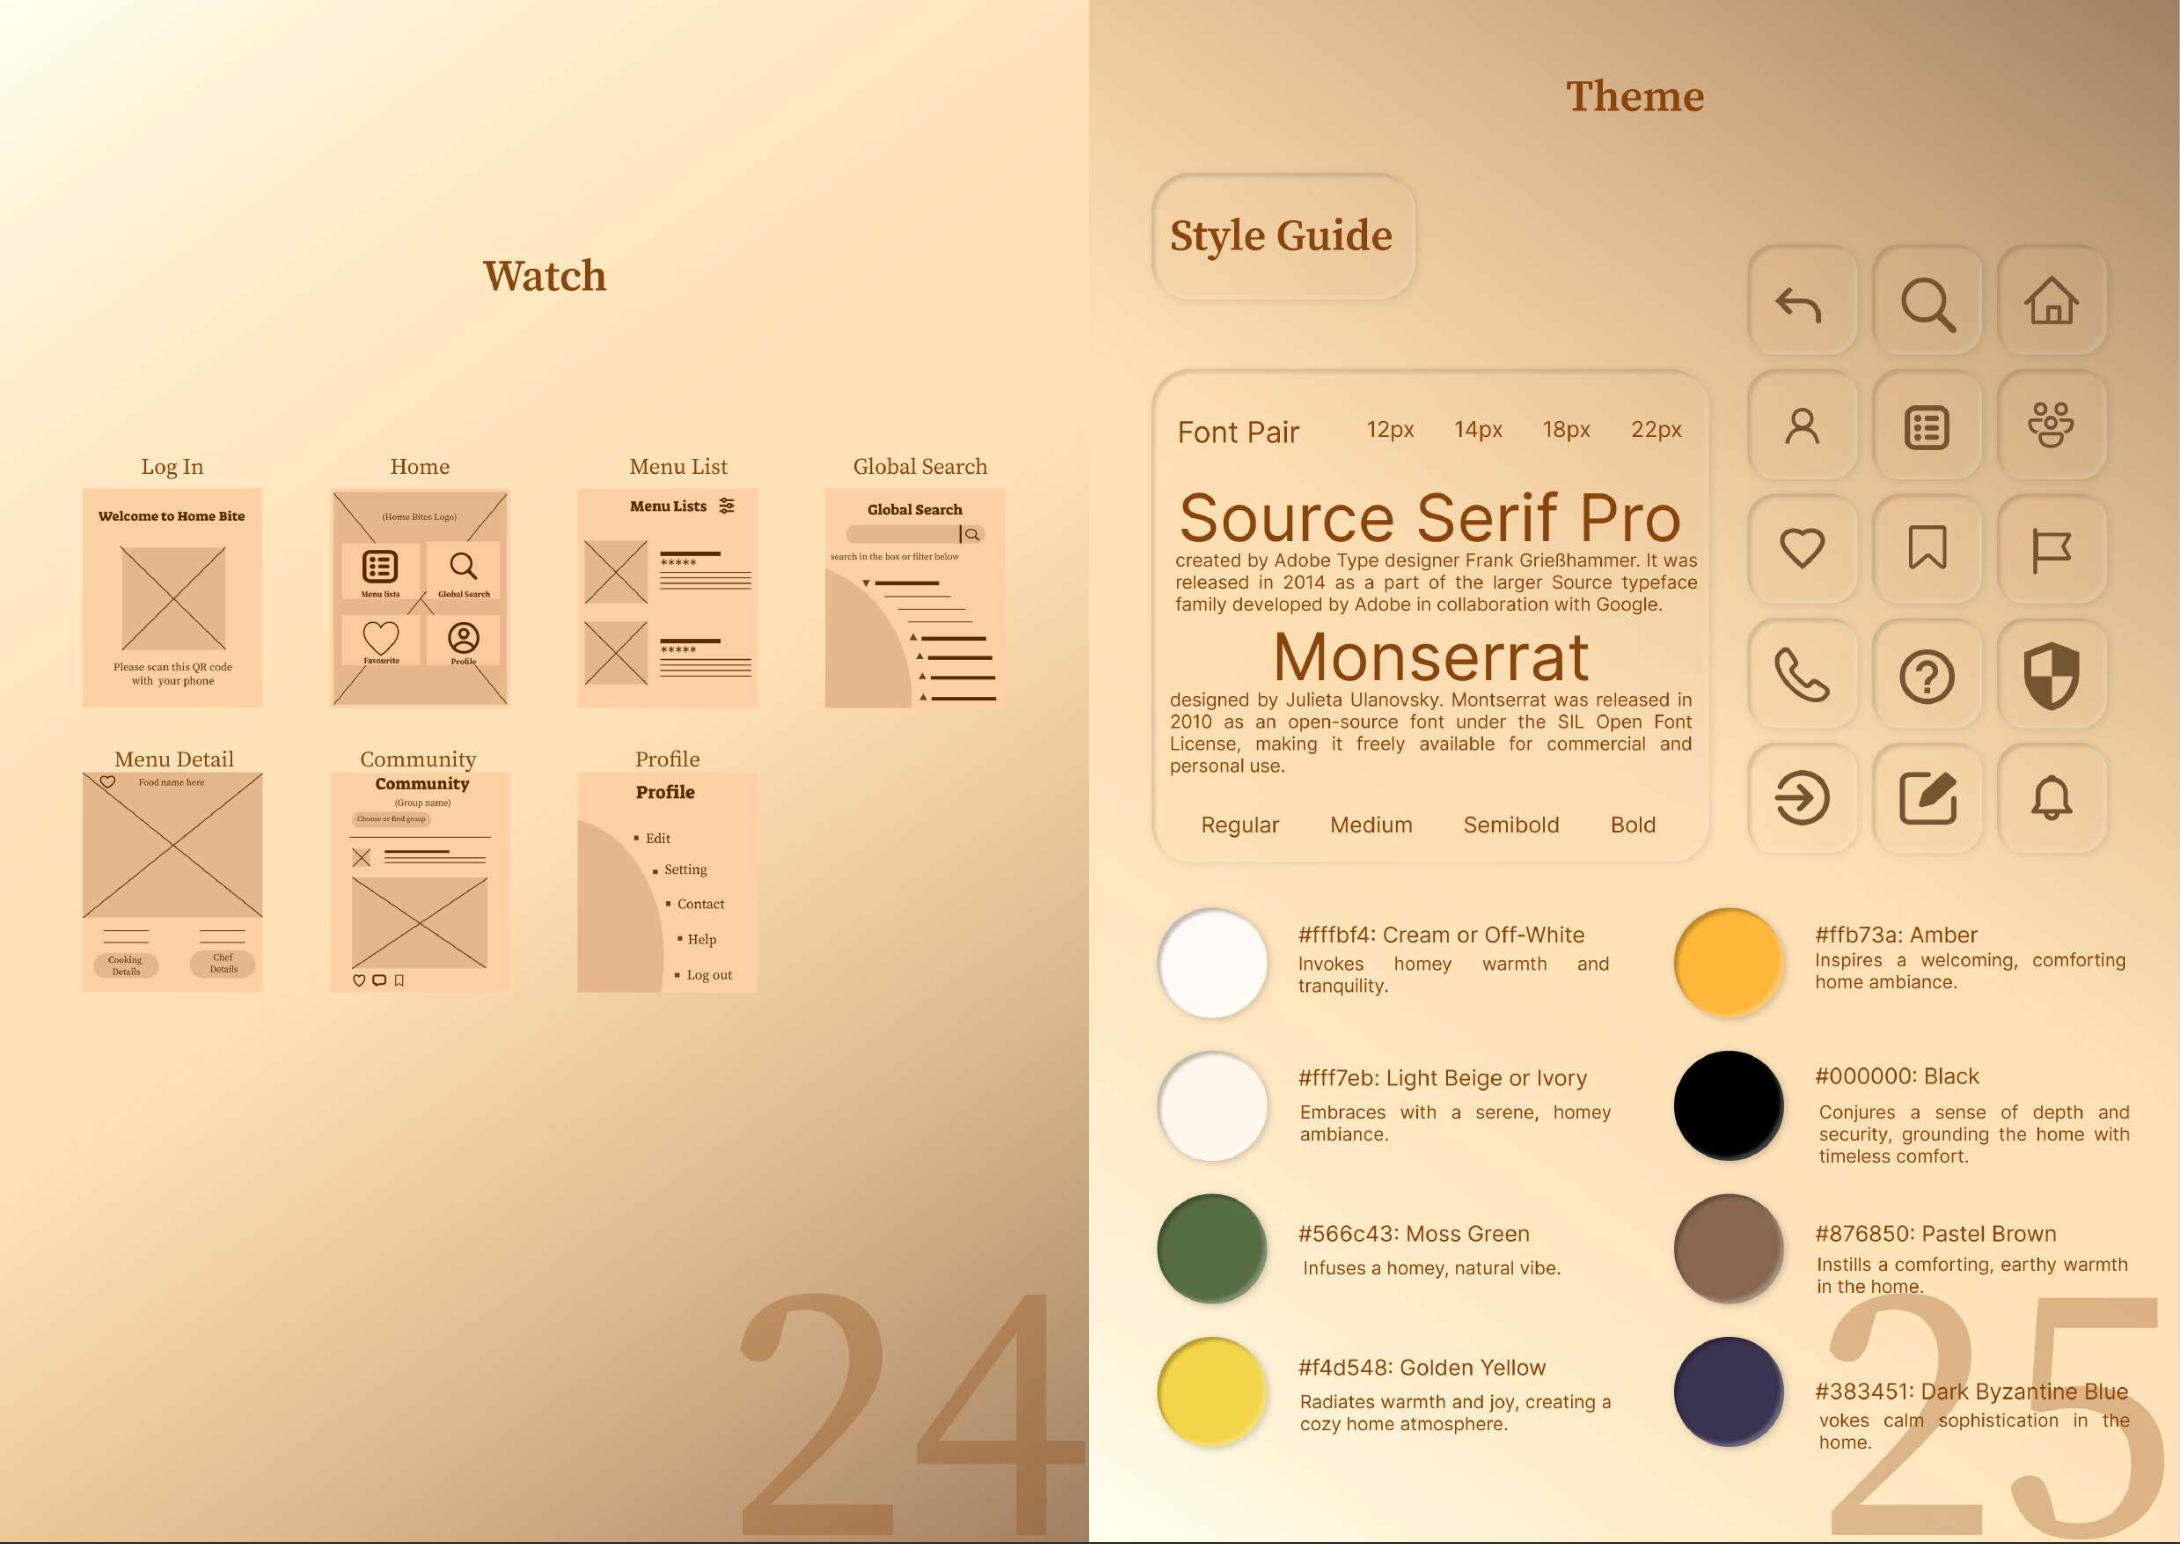 Watch
Log In
Welcome to Home Bite
Please scan this QR code
with your phone
Home
(Home Bites Logo)
Menu lists
Global Search
Favourite
Profile
Menu List
Menu Lists
*****
*****
Global Search
Global Search
search in the box or filter below
Menu Detail
Food name here
Cooking
Details
Chef
Details
Community
Community
(Group name)
Choose or find group
Profile
Profile
Edit
Setting
Contact
Help
Log out
24
Theme
Style Guide
Font Pair 12px 14px 18px 22px
Source Serif Pro
created by Adobe Type designer Frank Grießhammer. It was
released in 2014 as a part of the larger Source typeface
family developed by Adobe in collaboration with Google.
Monserrat
designed by Julieta Ulanovsky. Montserrat was released in
2010 as an open-source font under the SIL Open Font
License, making it freely available for commercial and
personal use.
Regular Medium Semibold Bold
#fffbf4: Cream or Off-White
Invokes homey warmth and
tranquility.
#ffb73a: Amber
Inspires a welcoming, comforting
home ambiance.
#fff7eb: Light Beige or Ivory
Embraces with a serene, homey
ambiance.
#000000: Black
Conjures a sense of depth and
security, grounding the home with
timeless comfort.
#566c43: Moss Green
Infuses a homey, natural vibe.
#876850: Pastel Brown
Instills a comforting, earthy warmth
in the home.
#f4d548: Golden Yellow
Radiates warmth and joy, creating a
cozy home atmosphere.
#383451: Dark Byzantine Blue
vokes calm sophistication in the
home.
25